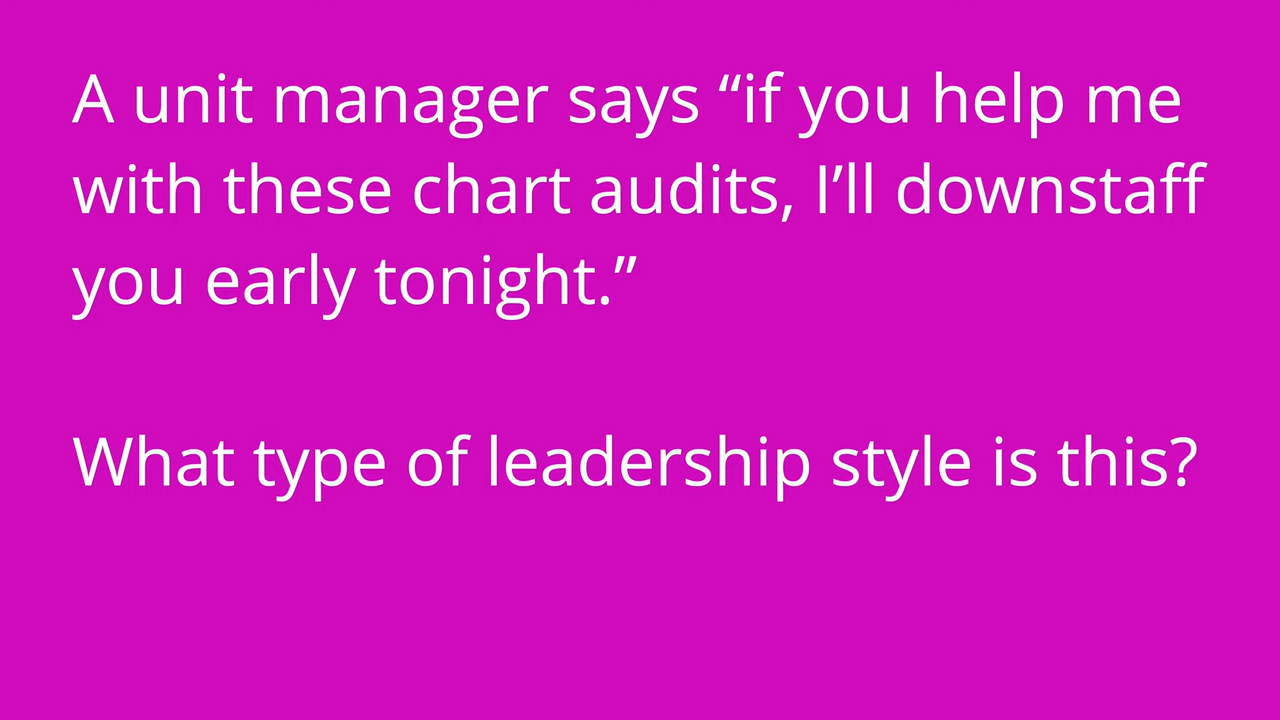 A unit manager says “if you help me
with these chart audits, I’ll downstaff
you early tonight.”
What type of leadership style is this?